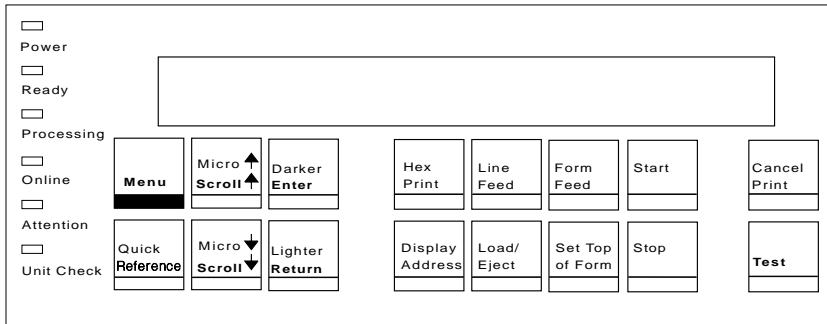 Power
Ready
Processing
Online
Attention
Unit Check
Menu
Micro
Scroll
Darker
Enter
Hex
Print
Line
Feed
Form
Feed
Start
Cancel
Print
Quick
Reference
Micro
Scroll
Lighter
Return
Display
Address
Load/
Eject
Set Top
of Form
Stop
Test